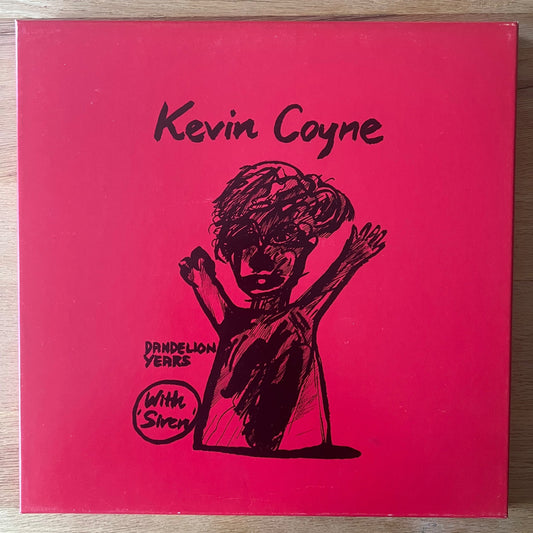 Kevin Coyne
DANDELION
YEARS
With
'Siren'